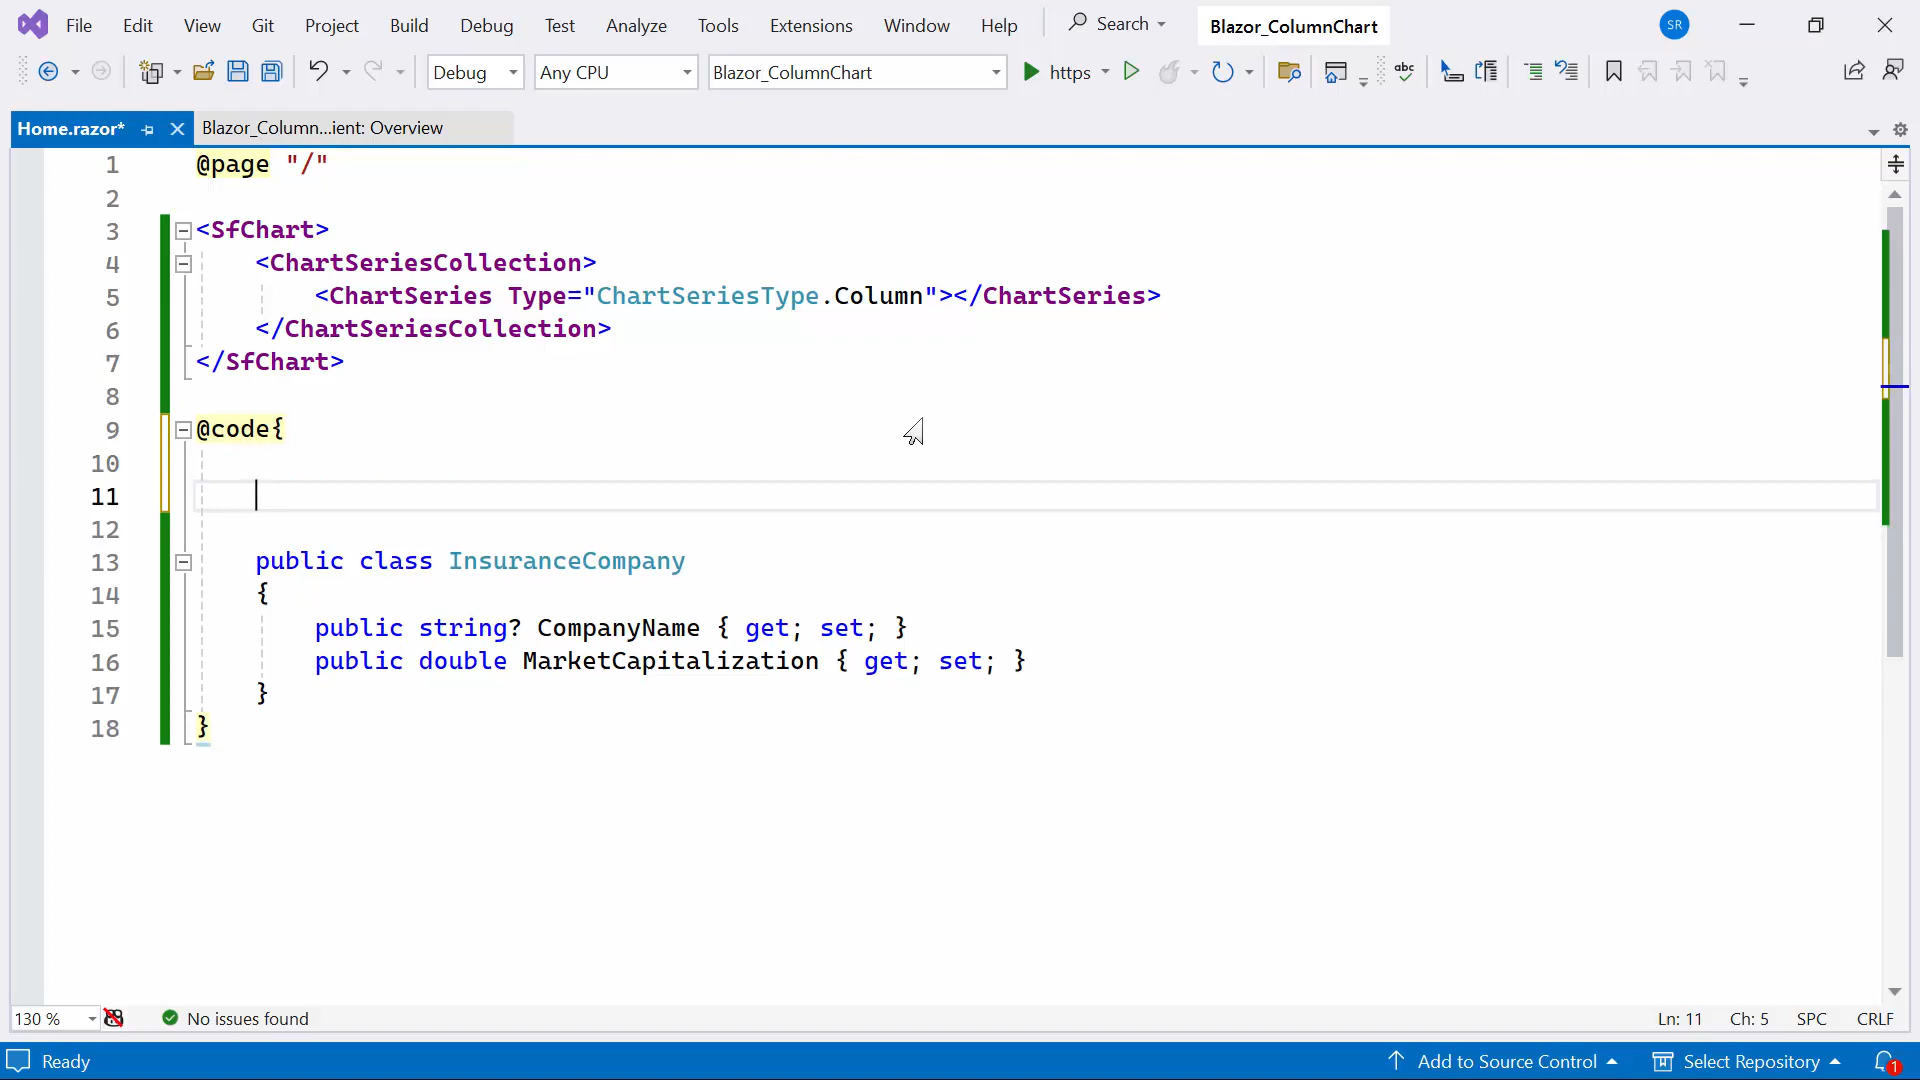 File Edit View Git Project Build Debug Test Analyze Tools Extensions Window Help Search Blazor_ColumnChart SR
Debug Any CPU Blazor_ColumnChart https abc
Home.razor* Blazor_Column...ient: Overview
1 @page "/"
2
3 <SfChart>
4 <ChartSeriesCollection>
5 <ChartSeries Type="ChartSeriesType.Column"></ChartSeries>
6 </ChartSeriesCollection>
7 </SfChart>
8
9 @code{
10
11
12
13 public class InsuranceCompany
14 {
15 public string? CompanyName { get; set; }
16 public double MarketCapitalization { get; set; }
17 }
18 }
130 % No issues found Ln: 11 Ch: 5 SPC CRLF
Ready Add to Source Control Select Repository 1